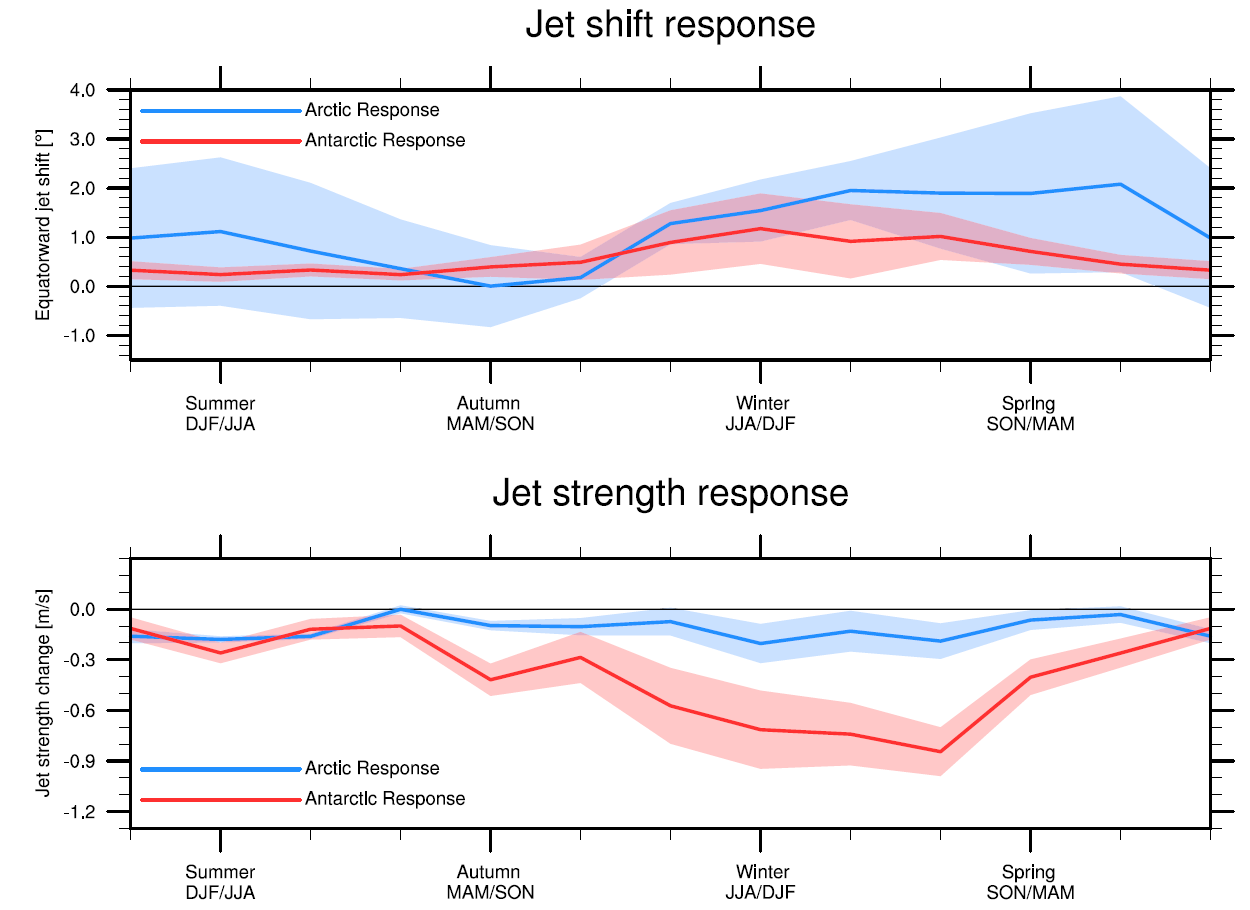 Jet shift response
4.0
3.0
2.0
1.0
0.0
-1.0
Equatorward jet shift [°]
Arctic Response
Antarctic Response
Summer
DJF/JJA
Autumn
MAM/SON
Winter
JJA/DJF
Spring
SON/MAM
Jet strength response
0.0
-0.3
-0.6
-0.9
-1.2
Jet strength change [m/s]
Arctic Response
Antarctic Response
Summer
DJF/JJA
Autumn
MAM/SON
Winter
JJA/DJF
Spring
SON/MAM